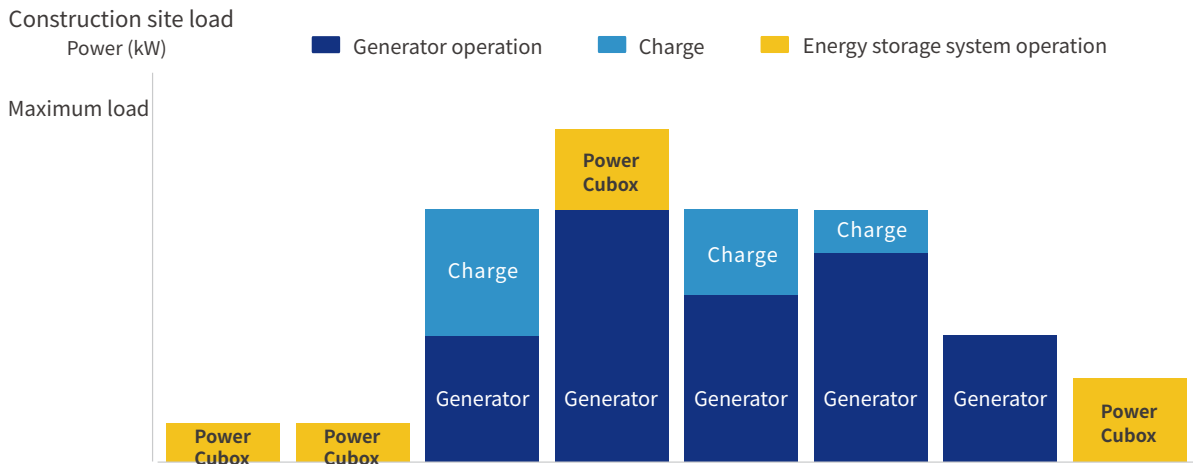 Construction site load
Power (kW)
Generator operation
Charge
Energy storage system operation
Maximum load
Power
Cubox
Power
Cubox
Charge
Generator
Power
Cubox
Generator
Charge
Generator
Charge
Generator
Generator
Power
Cubox